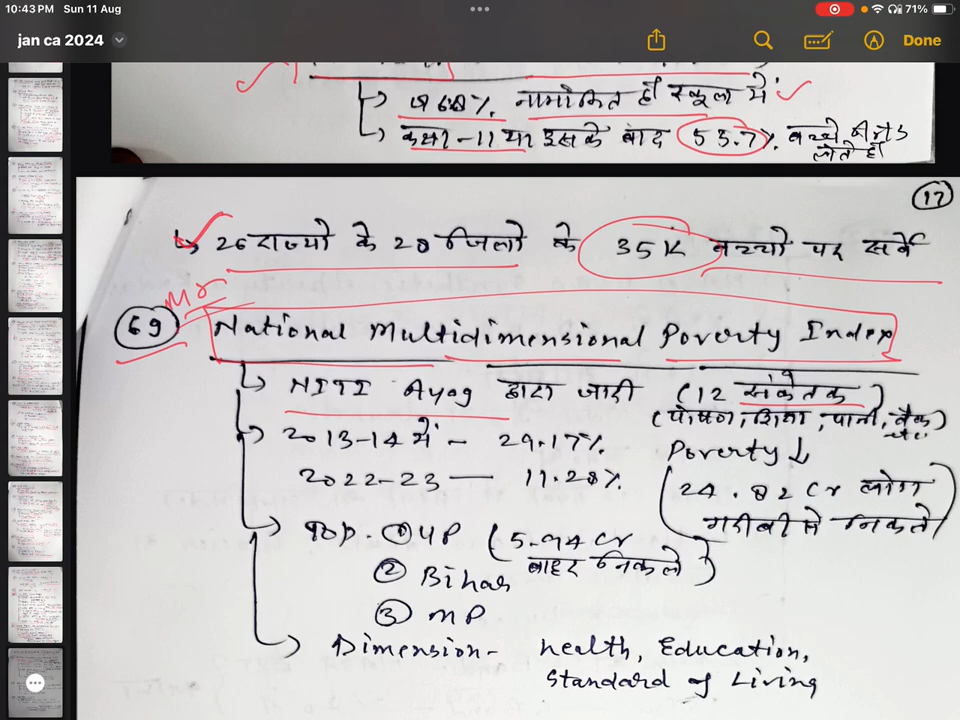 10:43 PM Sun 11 Aug
71%
jan ca 2024
Done
नामांकित हों स्कूल में
कक्षा-11 या इसके बाद 53.7% बच्चे
लेते हों
17
26 राज्यों के 28 जिलों के 35K बच्चों पर सर्वे
69 National Multidimensional Poverty Index
NITI Ayog द्वारा जारी (12 संकेतक)
(पोषण, शिक्षा, पानी, बैंक
2013-14 में - 29.17% Poverty ↓
2022-23 — 11.28% (24.82 Cr लोग
गरीबी से निकले)
Top. ① UP (5.94 Cr
बाहर निकले)
② Bihar
③ MP
Dimension - health, Education,
Standard of Living